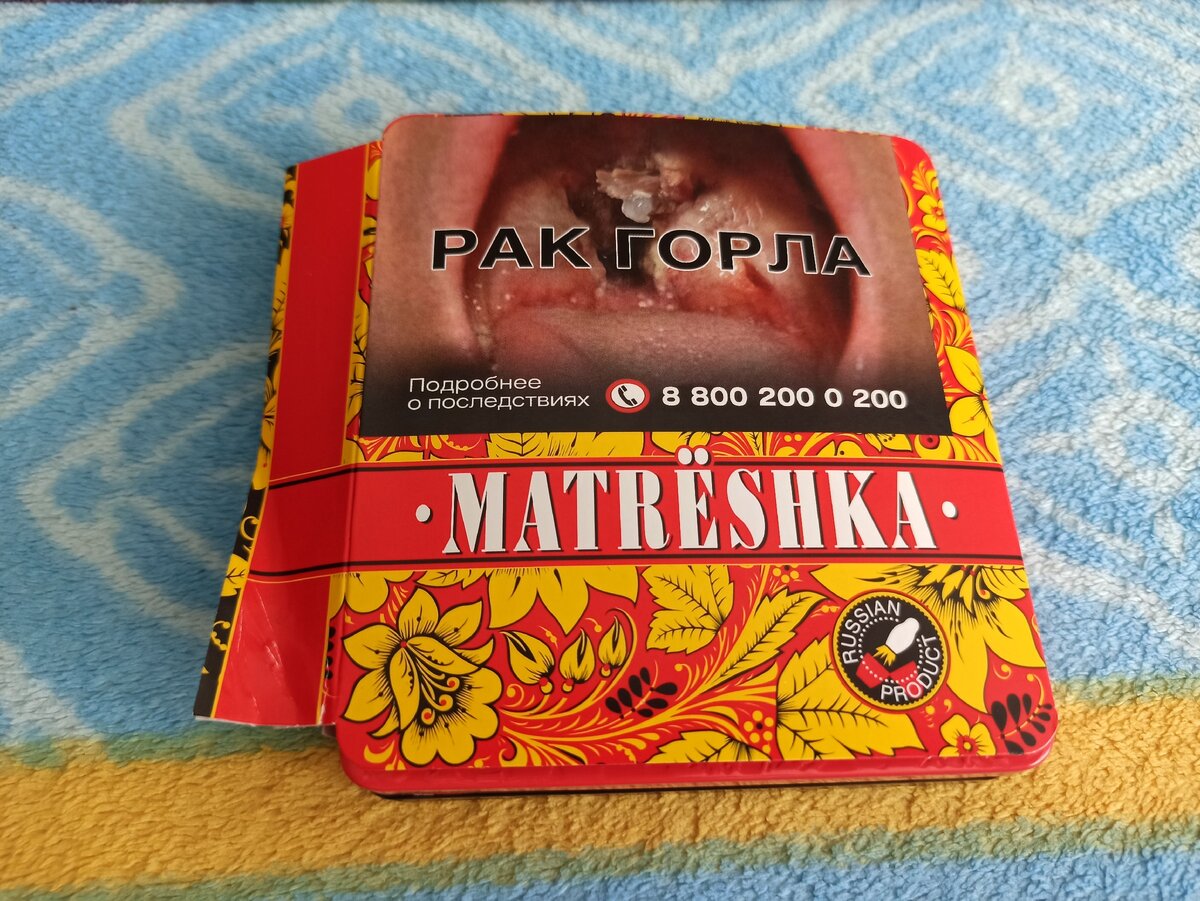 РАК ГОРЛА
Подробнее
о последствиях
8 800 200 0 200
·MATRËSHKA·
RUSSIAN
PRODUCT